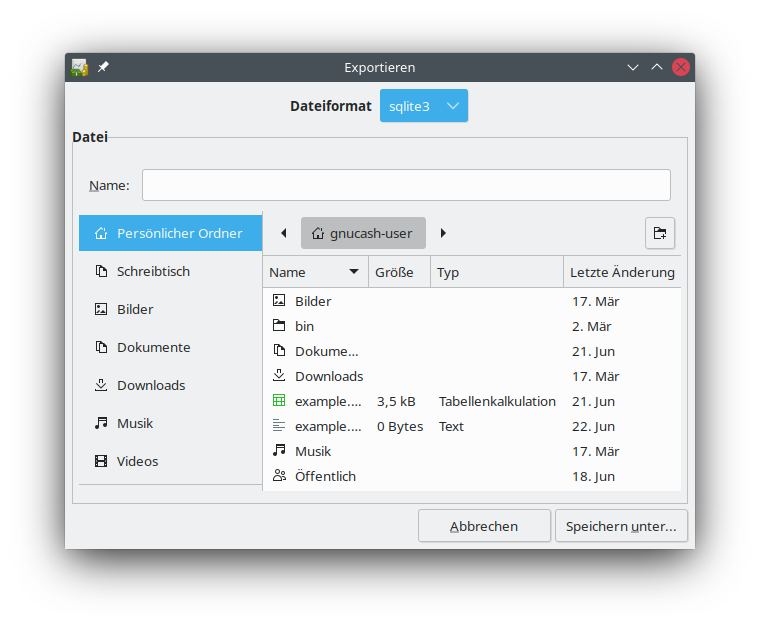 Exportieren
Dateiformat sqlite3
Datei
Name:
Persönlicher Ordner
Schreibtisch
Bilder
Dokumente
Downloads
Musik
Videos
gnucash-user
Name Größe Typ Letzte Änderung
Bilder 17. Mär
bin 2. Mär
Dokume... 21. Jun
Downloads 17. Mär
example.... 3,5 kB Tabellenkalkulation 21. Jun
example.... 0 Bytes Text 22. Jun
Musik 17. Mär
Öffentlich 18. Jun
Abbrechen Speichern unter...